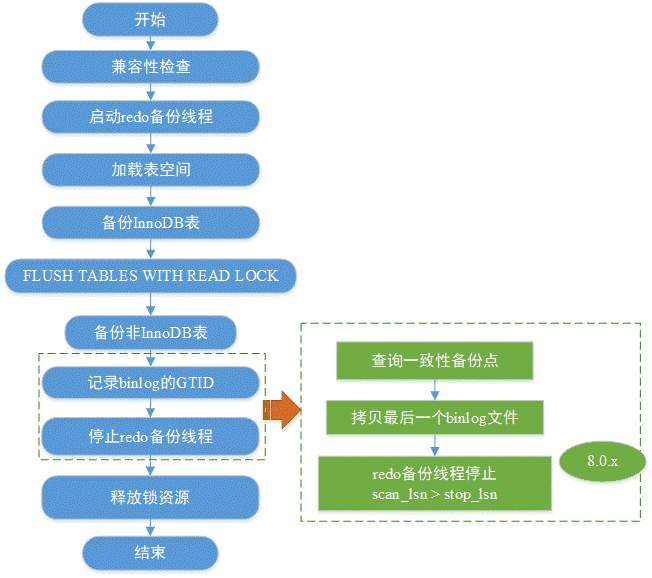 开始
兼容性检查
启动redo备份线程
加载表空间
备份InnoDB表
FLUSH TABLES WITH READ LOCK
备份非InnoDB表
记录binlog的GTID
停止redo备份线程
释放锁资源
结束
查询一致性备份点
拷贝最后一个binlog文件
redo备份线程停止
scan_lsn > stop_lsn
8.0.x